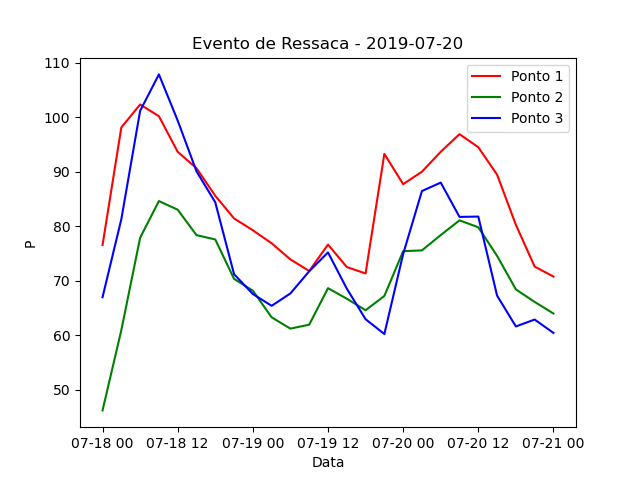 Evento de Ressaca - 2019-07-20
Ponto 1
Ponto 2
Ponto 3
P
110
100
90
80
70
60
50
07-18 00 07-18 12 07-19 00 07-19 12 07-20 00 07-20 12 07-21 00
Data